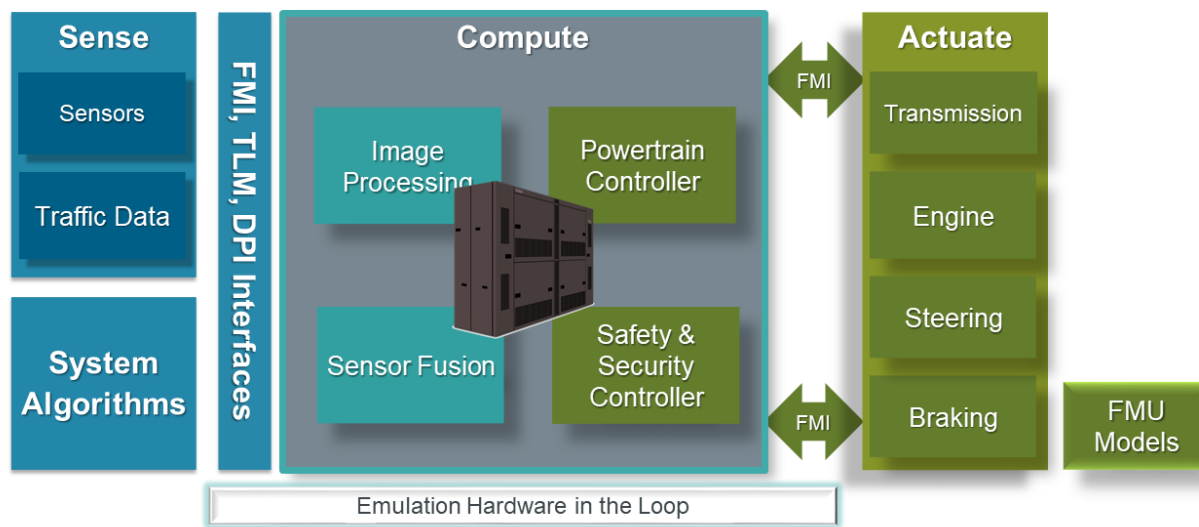 Sense
Sensors
Traffic Data
System
Algorithms
FMI, TLM, DPI Interfaces
Compute
Image
Processing
Powertrain
Controller
Sensor Fusion
Safety &
Security
Controller
FMI
FMI
Actuate
Transmission
Engine
Steering
Braking
FMU
Models
Emulation Hardware in the Loop